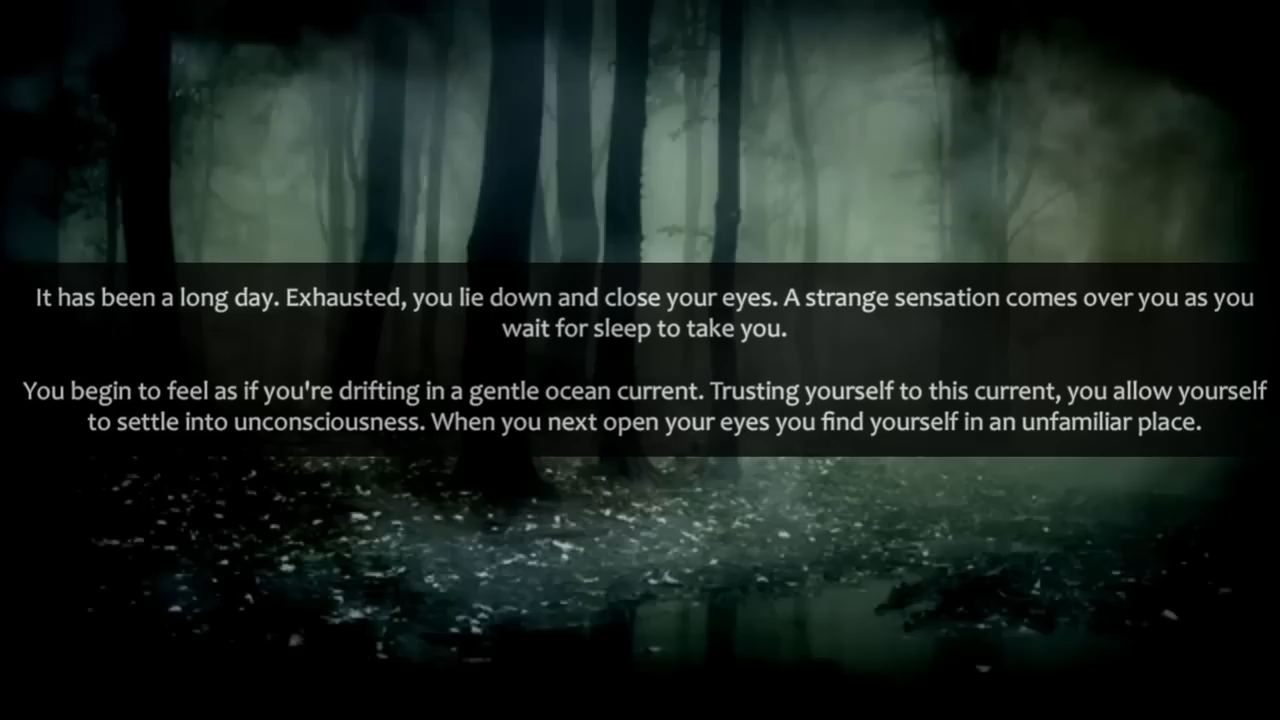 It has been a long day. Exhausted, you lie down and close your eyes. A strange sensation comes over you as you
wait for sleep to take you.
You begin to feel as if you're drifting in a gentle ocean current. Trusting yourself to this current, you allow yourself
to settle into unconsciousness. When you next open your eyes you find yourself in an unfamiliar place.